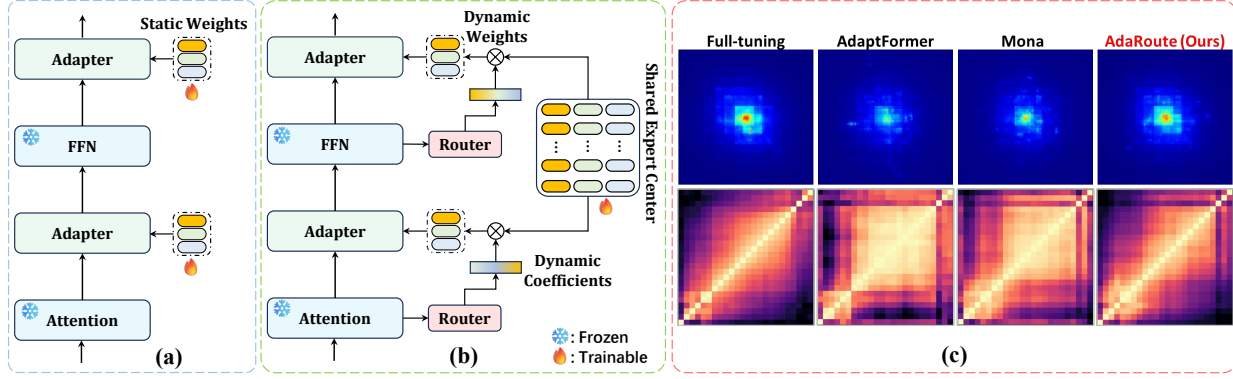 Static Weights
Adapter
FFN
Adapter
Attention
(a)
Dynamic
Weights
Adapter
FFN
Router
Adapter
Dynamic
Coefficients
Attention
Router
Shared Expert Center
: Frozen
: Trainable
(b)
Full-tuning
AdaptFormer
Mona
AdaRoute (Ours)
(c)